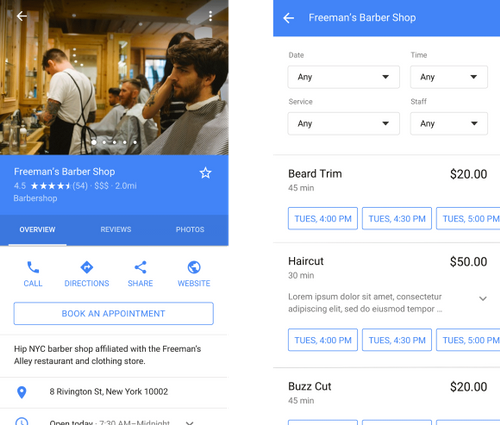 Freeman's Barber Shop
4.5 (54) · $$$ · 2.0mi
Barbershop
OVERVIEW REVIEWS PHOTOS
CALL DIRECTIONS SHARE WEBSITE
BOOK AN APPOINTMENT
Hip NYC barber shop affiliated with the Freeman's
Alley restaurant and clothing store.
8 Rivington St, New York 10002
Open today · 7:30 AM–Midnight
Freeman's Barber Shop
Date Time
Any Any
Service Staff
Any Any
Beard Trim $20.00
45 min
TUES, 4:00 PM TUES, 4:30 PM TUES, 5:00 PM
Haircut $50.00
30 min
Lorem ipsum dolor sit amet, consectetur
adipiscing elit, sed do eiusmod tempor ...
TUES, 4:00 PM TUES, 4:30 PM TUES, 5:00 PM
Buzz Cut $20.00
45 min